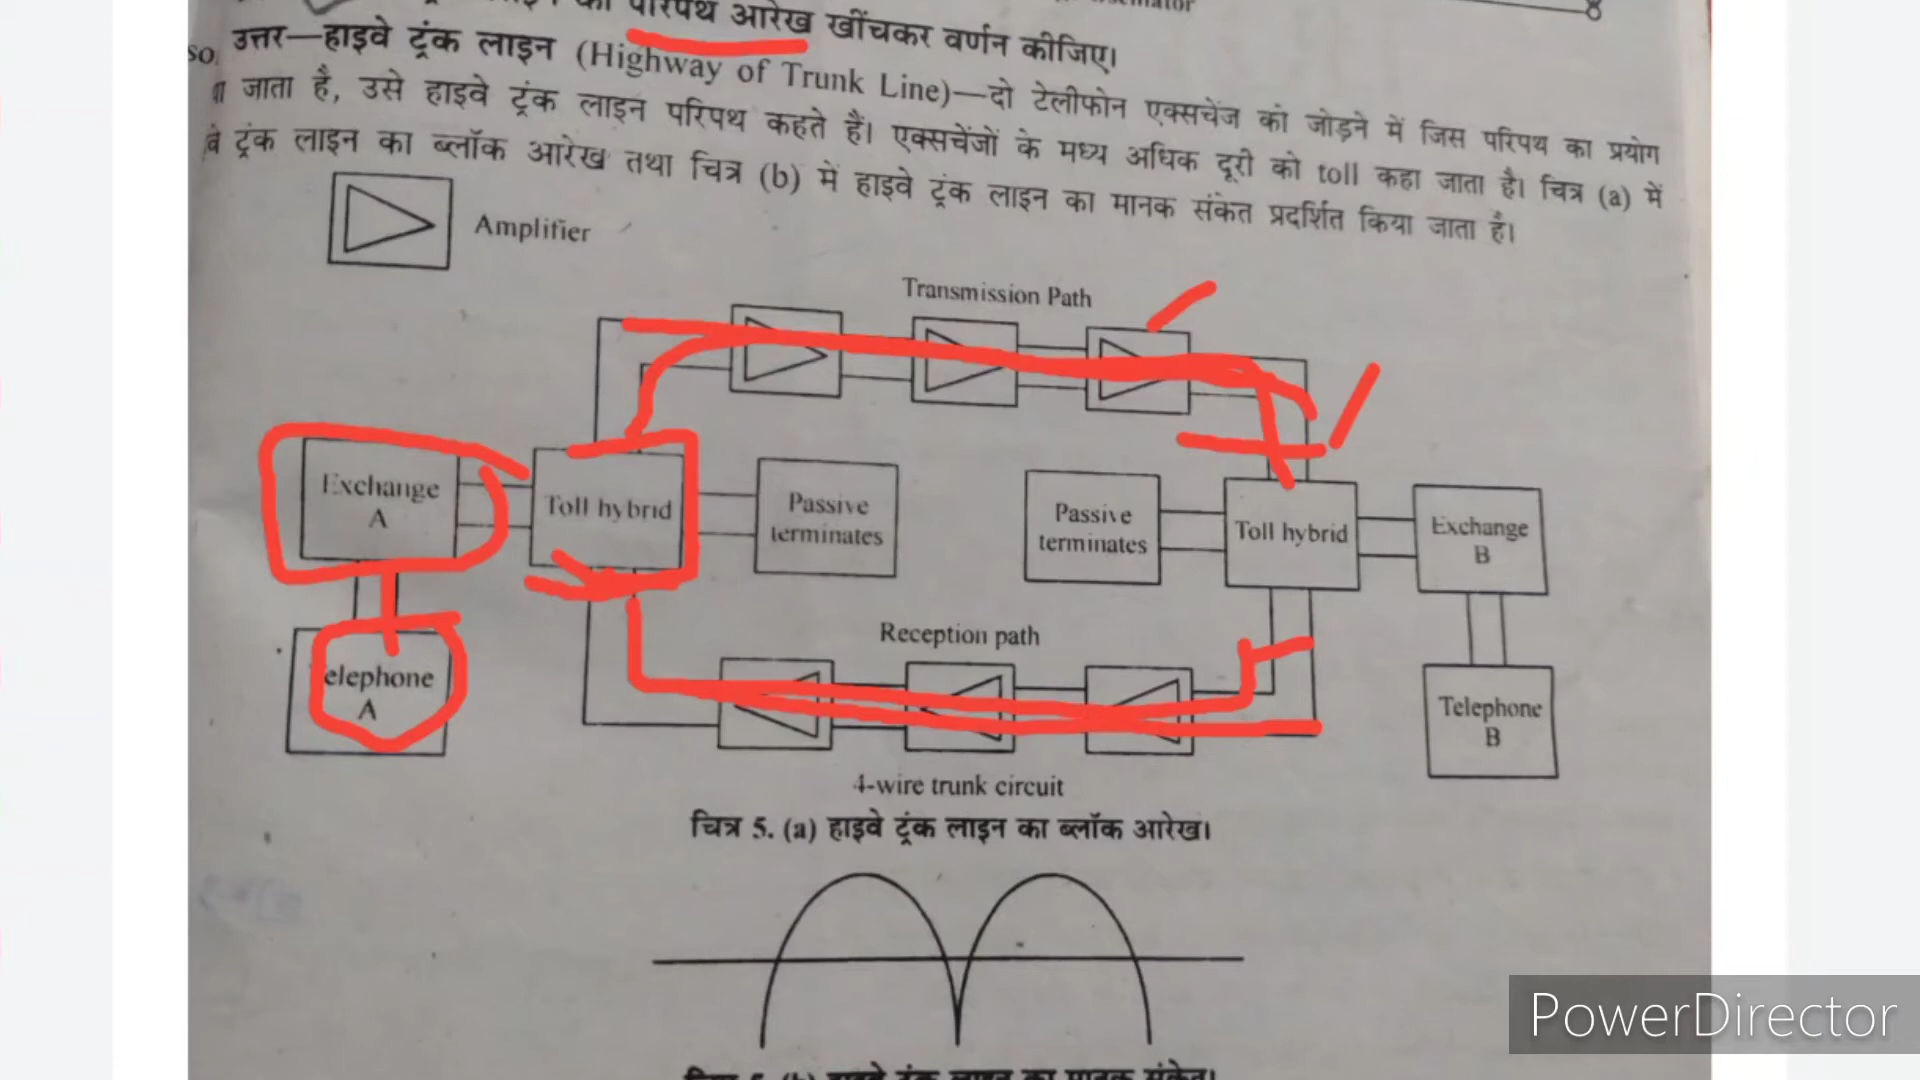 परिपथ आरेख खींचकर वर्णन कीजिए।
उत्तर—हाइवे ट्रंक लाइन (Highway of Trunk Line)—दो टेलीफोन एक्सचेंज को जोड़ने में जिस परिपथ का प्रयोग
जाता है, उसे हाइवे ट्रंक लाइन परिपथ कहते हैं। एक्सचेंजों के मध्य अधिक दूरी को toll कहा जाता है। चित्र (a) में
ट्रंक लाइन का ब्लॉक आरेख तथा चित्र (b) में हाइवे ट्रंक लाइन का मानक संकेत प्रदर्शित किया जाता है।
Amplifier
Transmission Path
Exchange
A
Toll hybrid
Passive
terminates
Passive
terminates
Toll hybrid
Exchange
B
Reception path
elephone
A
Telephone
B
4-wire trunk circuit
चित्र 5. (a) हाइवे ट्रंक लाइन का ब्लॉक आरेख।
हाइवे ट्रंक लाइन का मानक संकेत।
PowerDirector